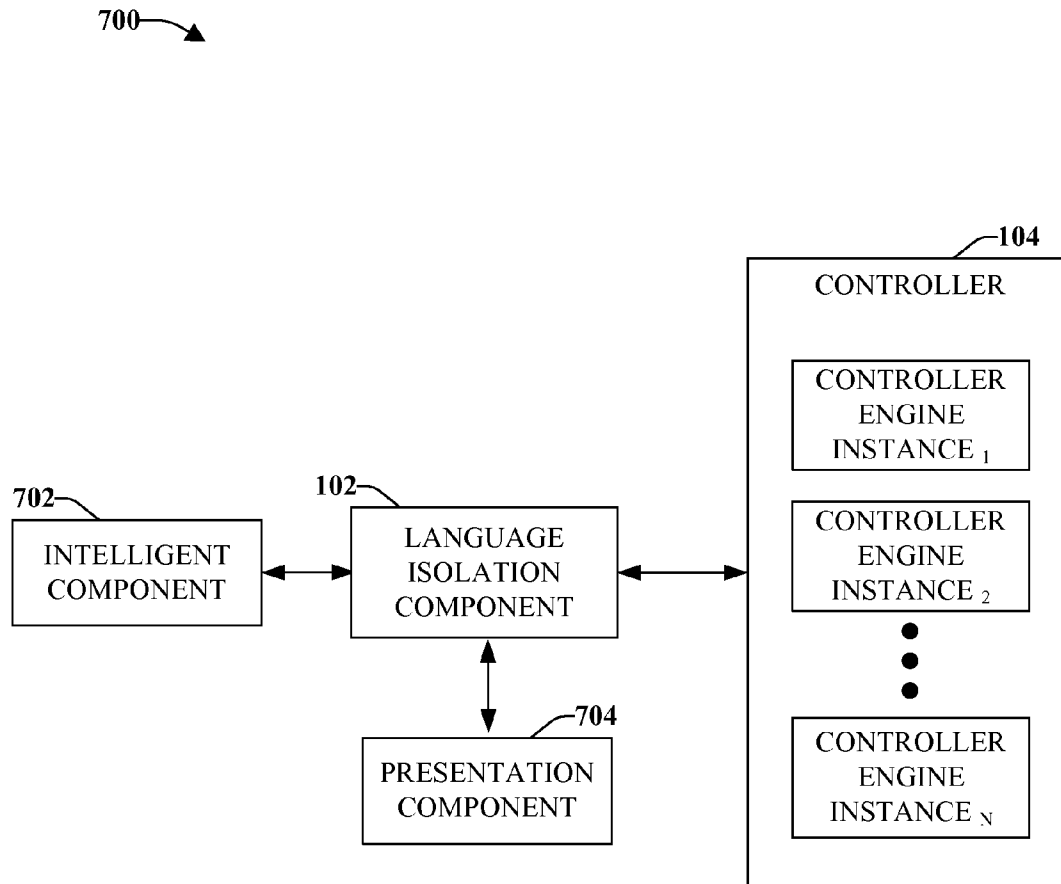 700
104
CONTROLLER
CONTROLLER
ENGINE
INSTANCE 1
702
INTELLIGENT
COMPONENT
102
LANGUAGE
ISOLATION
COMPONENT
CONTROLLER
ENGINE
INSTANCE 2
704
PRESENTATION
COMPONENT
CONTROLLER
ENGINE
INSTANCE N